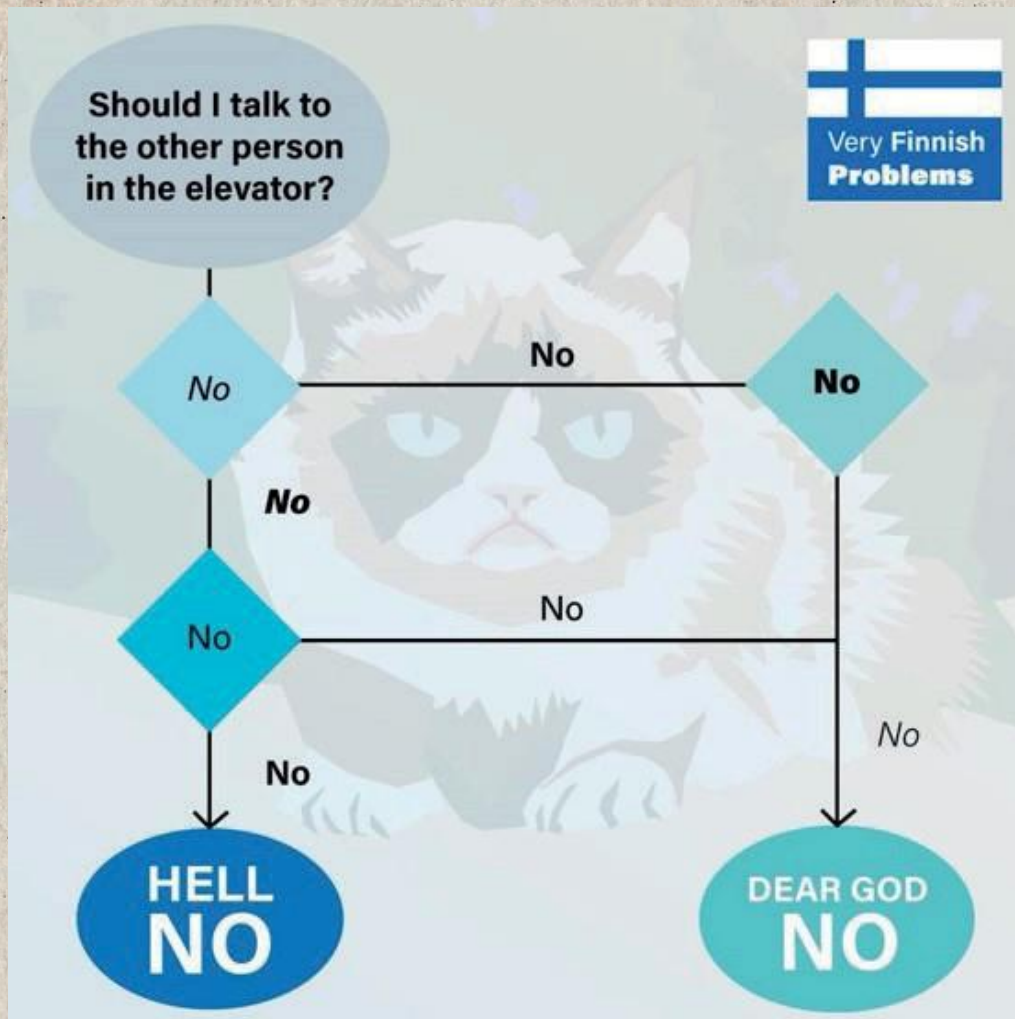 Should I talk to
the other person
in the elevator?
Very Finnish
Problems
No
No
No
No
No
No
No
No
HELL
NO
DEAR GOD
NO